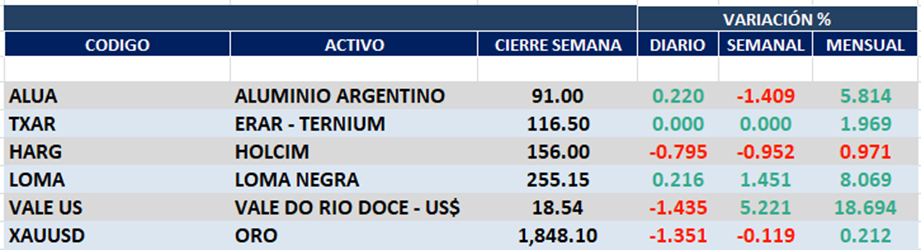 VARIACIÓN %
CODIGO ACTIVO CIERRE SEMANA DIARIO SEMANAL MENSUAL
ALUA ALUMINIO ARGENTINO 91.00 0.220 -1.409 5.814
TXAR ERAR - TERNIUM 116.50 0.000 0.000 1.969
HARG HOLCIM 156.00 -0.795 -0.952 0.971
LOMA LOMA NEGRA 255.15 0.216 1.451 8.069
VALE US VALE DO RIO DOCE - US$ 18.54 -1.435 5.221 18.694
XAUUSD ORO 1,848.10 -1.351 -0.119 0.212